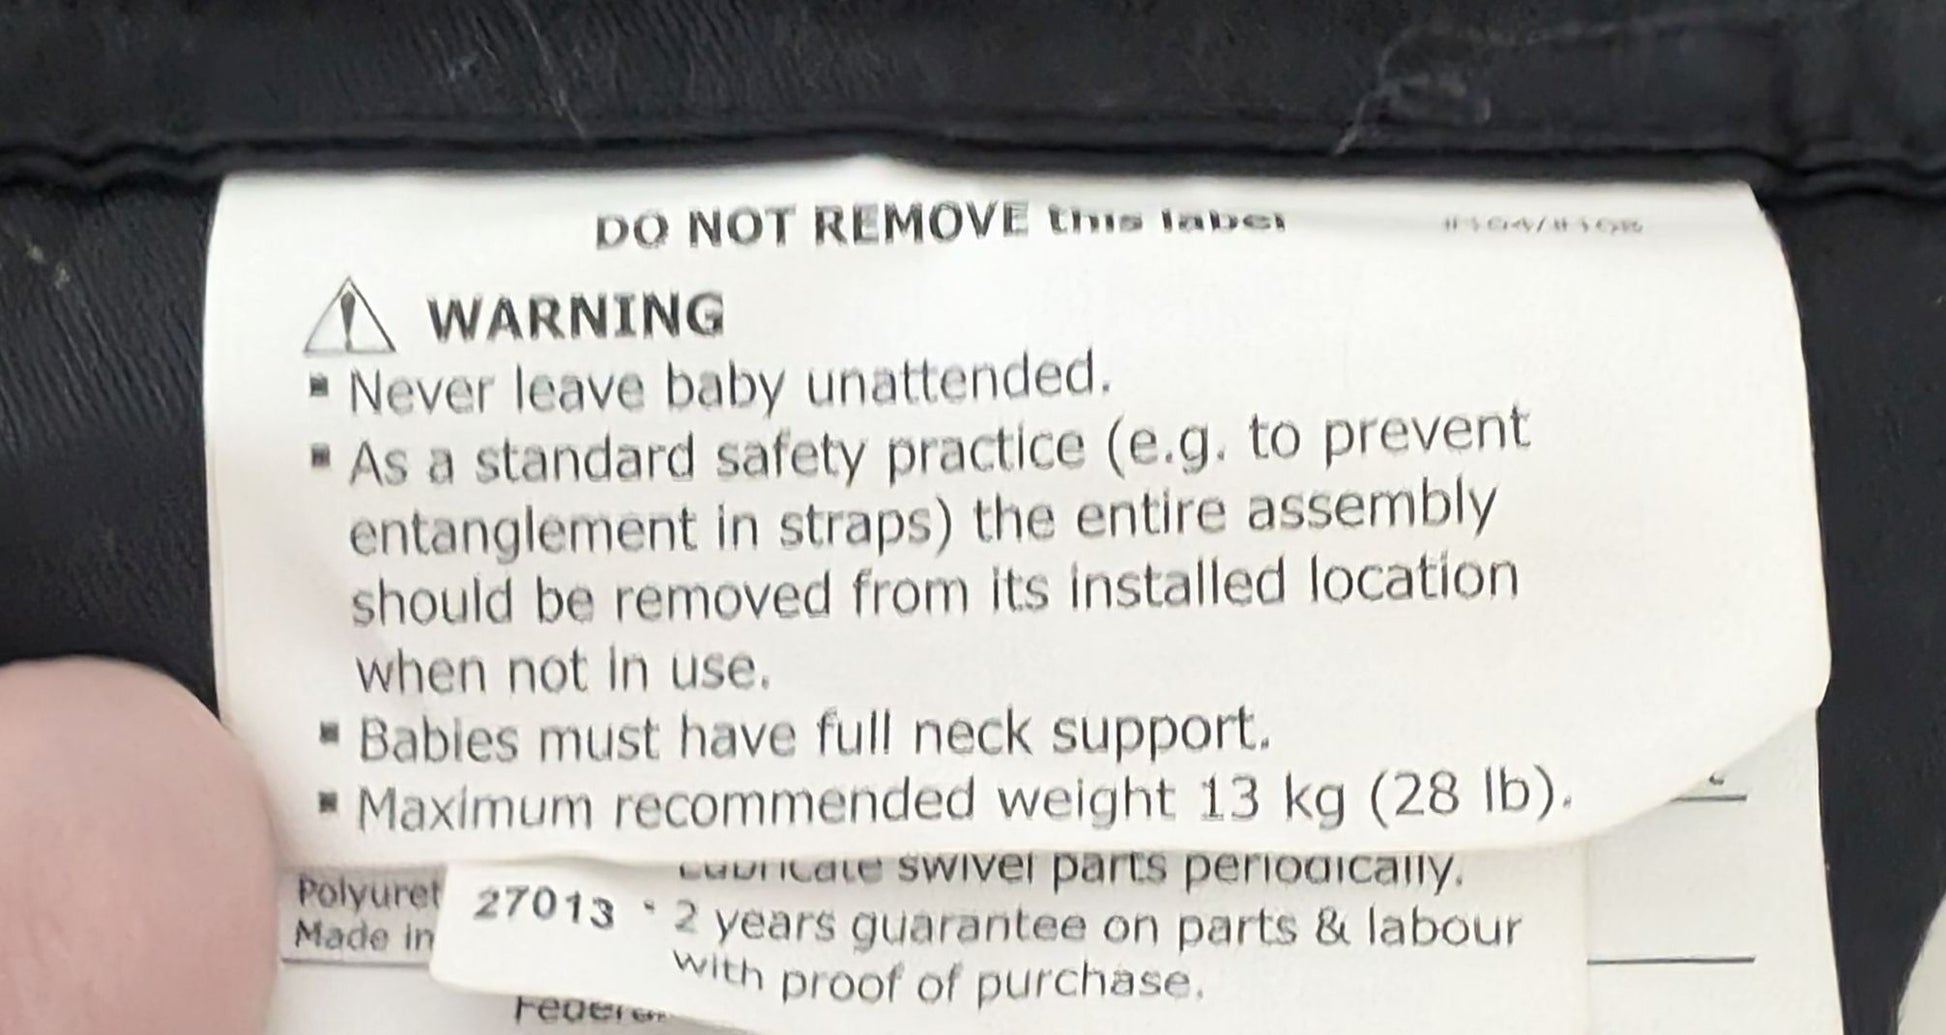 DO NOT REMOVE this label
WARNING
▪ Never leave baby unattended.
▪ As a standard safety practice (e.g. to prevent
entanglement in straps) the entire assembly
should be removed from its installed location
when not in use.
▪ Babies must have full neck support.
▪ Maximum recommended weight 13 kg (28 lb).
Lubricate swivel parts periodically.
Polyuret
27013 • 2 years guarantee on parts & labour
Made in
with proof of purchase.